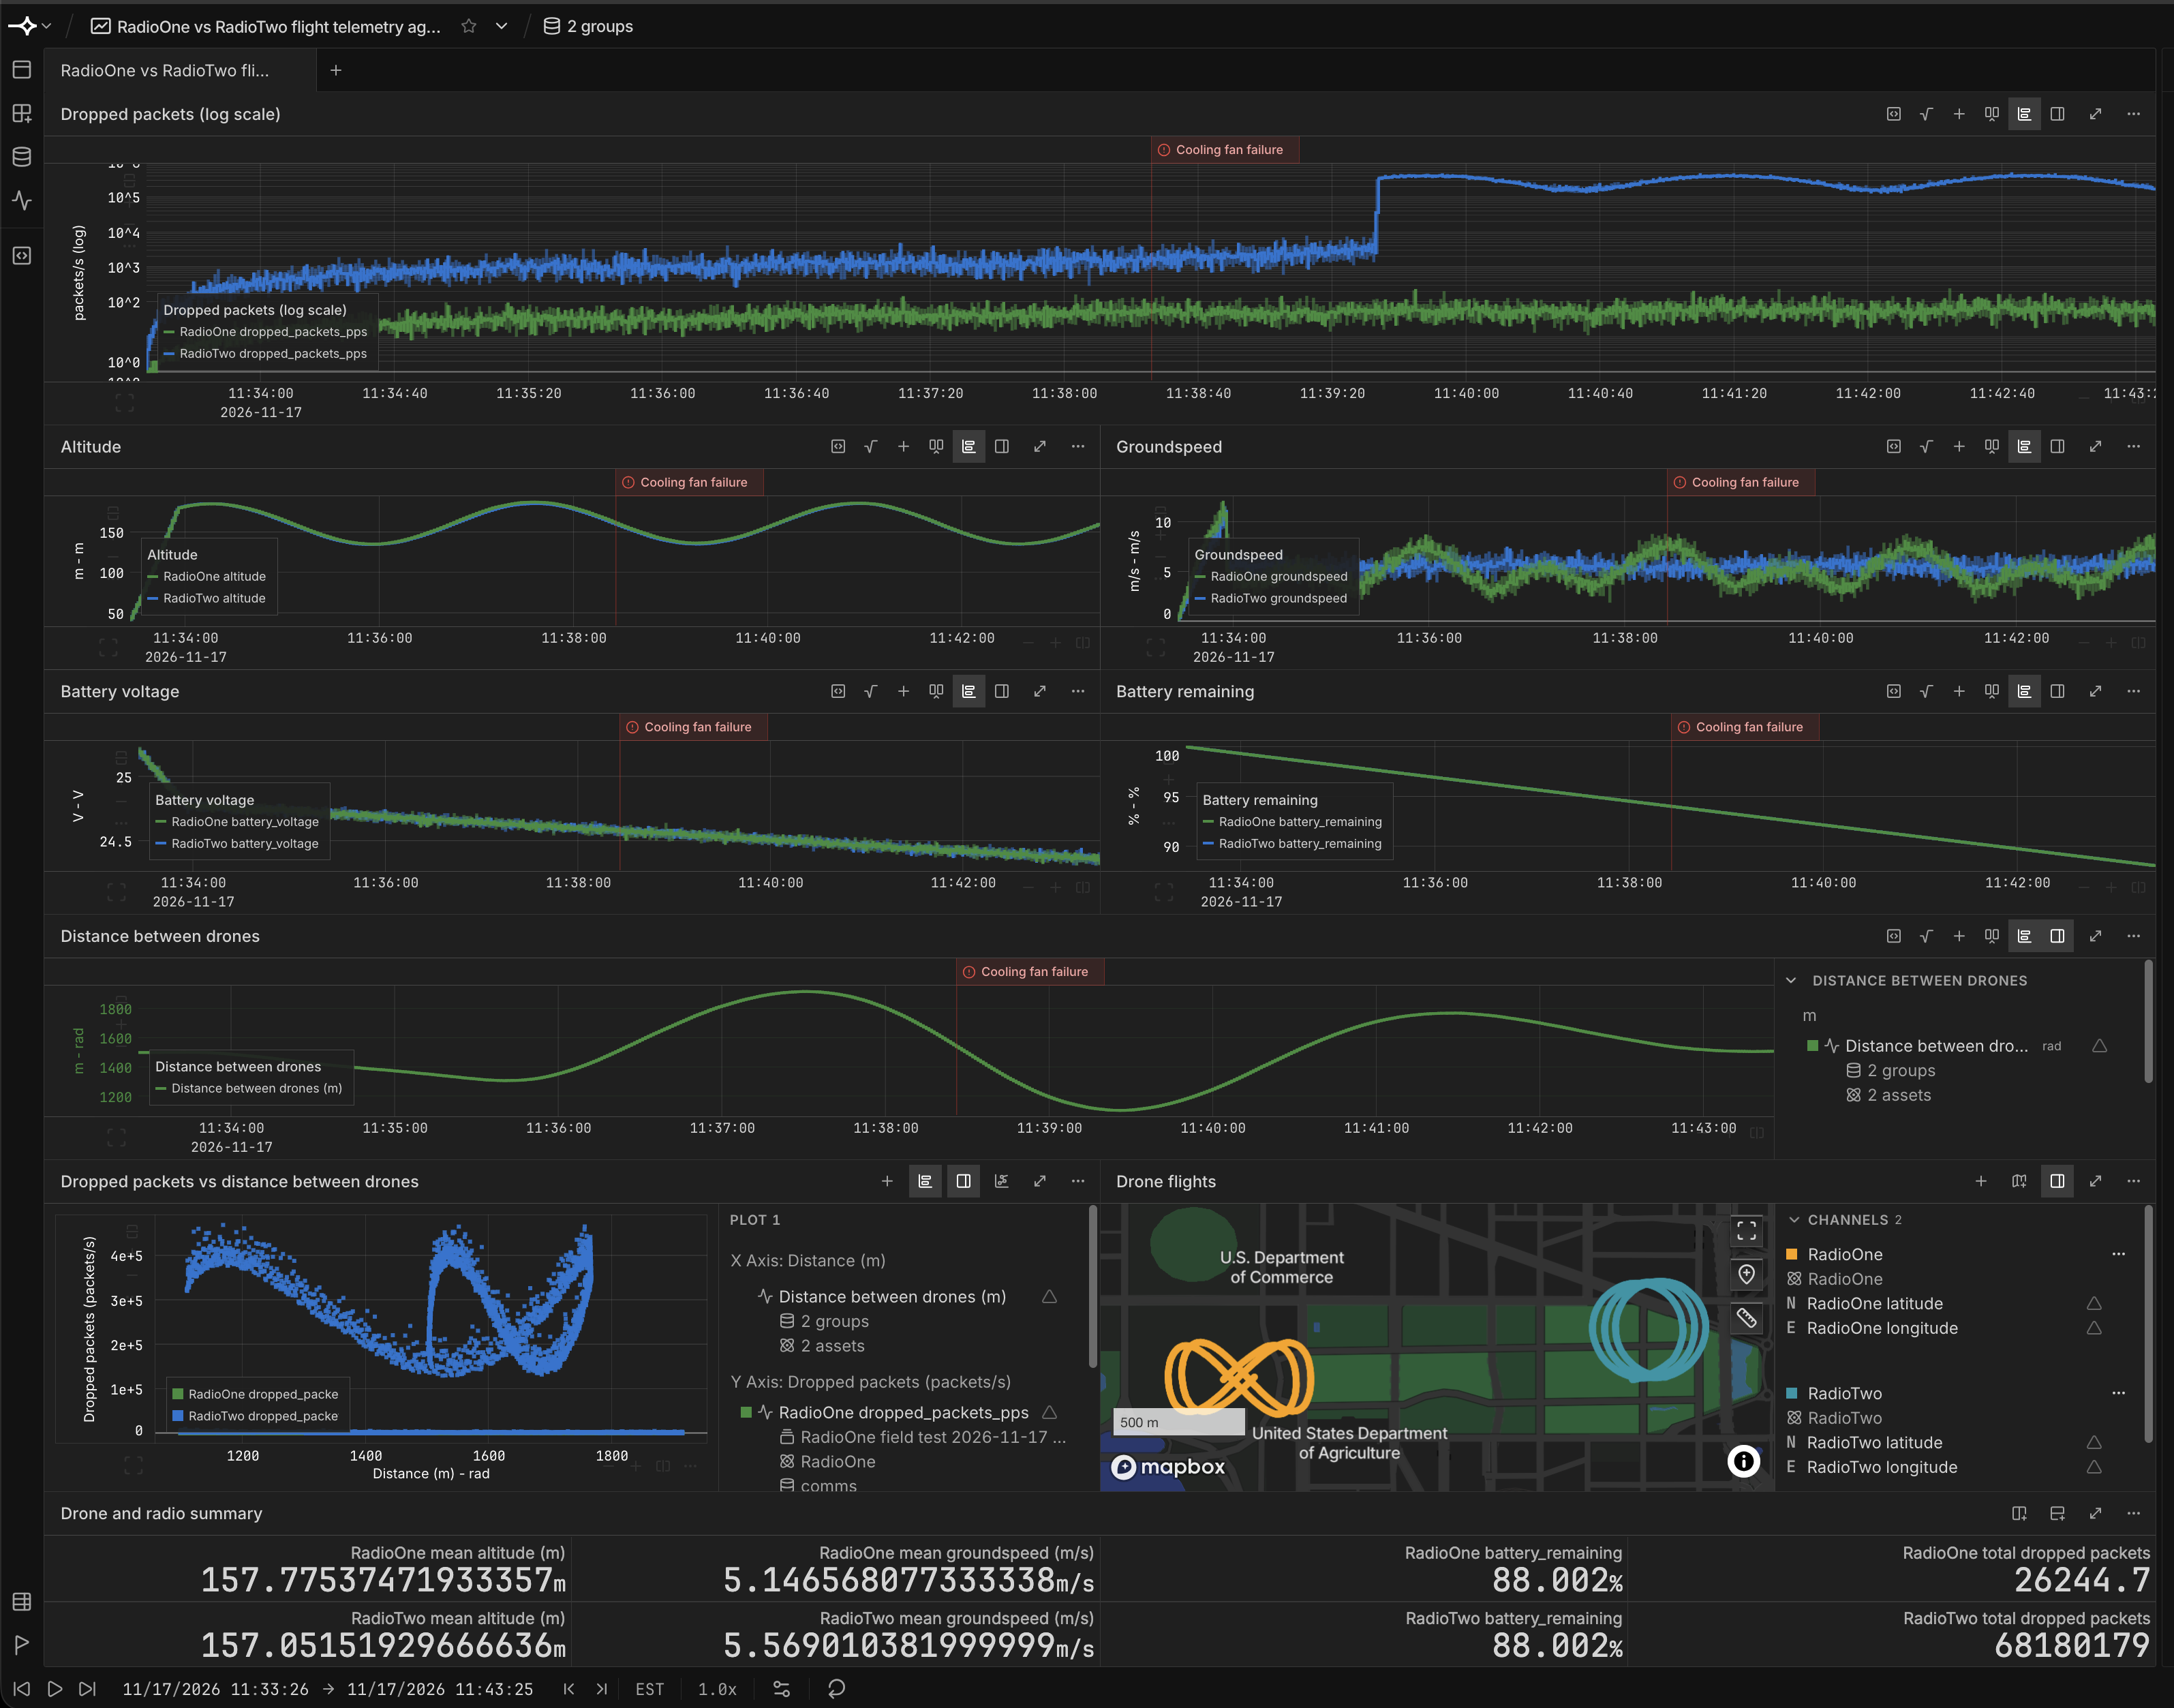 RadioOne vs RadioTwo flight telemetry ag...
2 groups
RadioOne vs RadioTwo fli...
Dropped packets (log scale)
Cooling fan failure
packets/s (log)
10^5
10^4
10^3
10^2
10^0
Dropped packets (log scale)
RadioOne dropped_packets_pps
RadioTwo dropped_packets_pps
11:34:00 11:34:40 11:35:20 11:36:00 11:36:40 11:37:20 11:38:00 11:38:40 11:39:20 11:40:00 11:40:40 11:41:20 11:42:00 11:42:40 11:43:2
2026-11-17
Altitude
Cooling fan failure
m - m
150
100
50
Altitude
RadioOne altitude
RadioTwo altitude
11:34:00 11:36:00 11:38:00 11:40:00 11:42:00
2026-11-17
Groundspeed
Cooling fan failure
m/s - m/s
10
5
0
Groundspeed
RadioOne groundspeed
RadioTwo groundspeed
11:34:00 11:36:00 11:38:00 11:40:00 11:42:00
2026-11-17
Battery voltage
Cooling fan failure
V - V
25
24.5
Battery voltage
RadioOne battery_voltage
RadioTwo battery_voltage
11:34:00 11:36:00 11:38:00 11:40:00 11:42:00
2026-11-17
Battery remaining
Cooling fan failure
% - %
100
95
90
Battery remaining
RadioOne battery_remaining
RadioTwo battery_remaining
11:34:00 11:36:00 11:38:00 11:40:00 11:42:00
2026-11-17
Distance between drones
Cooling fan failure
m - rad
1800
1600
1400
1200
Distance between drones
Distance between drones (m)
11:34:00 11:35:00 11:36:00 11:37:00 11:38:00 11:39:00 11:40:00 11:41:00 11:42:00 11:43:00
2026-11-17
DISTANCE BETWEEN DRONES
m
Distance between dro... rad
2 groups
2 assets
Dropped packets vs distance between drones
Dropped packets (packets/s)
4e+5
3e+5
2e+5
1e+5
0
RadioOne dropped_packe
RadioTwo dropped_packe
1200 1400 1600 1800
Distance (m) - rad
PLOT 1
X Axis: Distance (m)
Distance between drones (m)
2 groups
2 assets
Y Axis: Dropped packets (packets/s)
RadioOne dropped_packets_pps
RadioOne field test 2026-11-17 ...
RadioOne
comms
Drone flights
U.S. Department
of Commerce
500 m
United States Department
of Agriculture
mapbox
CHANNELS 2
RadioOne
RadioOne
N RadioOne latitude
E RadioOne longitude
RadioTwo
RadioTwo
N RadioTwo latitude
E RadioTwo longitude
Drone and radio summary
RadioOne mean altitude (m)
157.77537471933357m
RadioOne mean groundspeed (m/s)
5.146568077333338m/s
RadioOne battery_remaining
88.002%
RadioOne total dropped packets
26244.7
RadioTwo mean altitude (m)
157.05151929666636m
RadioTwo mean groundspeed (m/s)
5.569010381999999m/s
RadioTwo battery_remaining
88.002%
RadioTwo total dropped packets
68180179
11/17/2026 11:33:26 → 11/17/2026 11:43:25 EST 1.0x